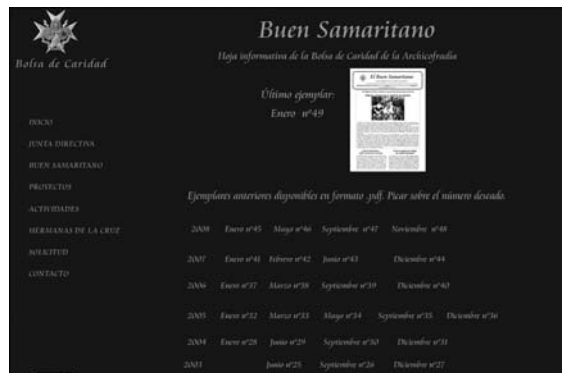 Buen Samaritano
Hoja informativa de la Bolsa de Caridad de la Archicofradía
Bolsa de Caridad
Último ejemplar:
Enero nº49
El Buen Samaritano
INICIO
JUNTA DIRECTIVA
BUEN SAMARITANO
PROYECTOS
ACTIVIDADES
HERMANAS DE LA CRUZ
SOLICITUD
CONTACTO
Ejemplares anteriores disponibles en formato .pdf. Picar sobre el número deseado.
2008 Enero nº45 Mayo nº46 Septiembre nº47 Noviembre nº48
2007 Enero nº41 Febrero nº42 Junio nº43 Diciembre nº44
2006 Enero nº37 Marzo nº38 Septiembre nº39 Diciembre nº40
2005 Enero nº32 Marzo nº33 Mayo nº34 Septiembre nº35 Diciembre nº36
2004 Enero nº28 Junio nº29 Septiembre nº30 Diciembre nº31
2003 Junio nº25 Septiembre nº26 Diciembre nº27